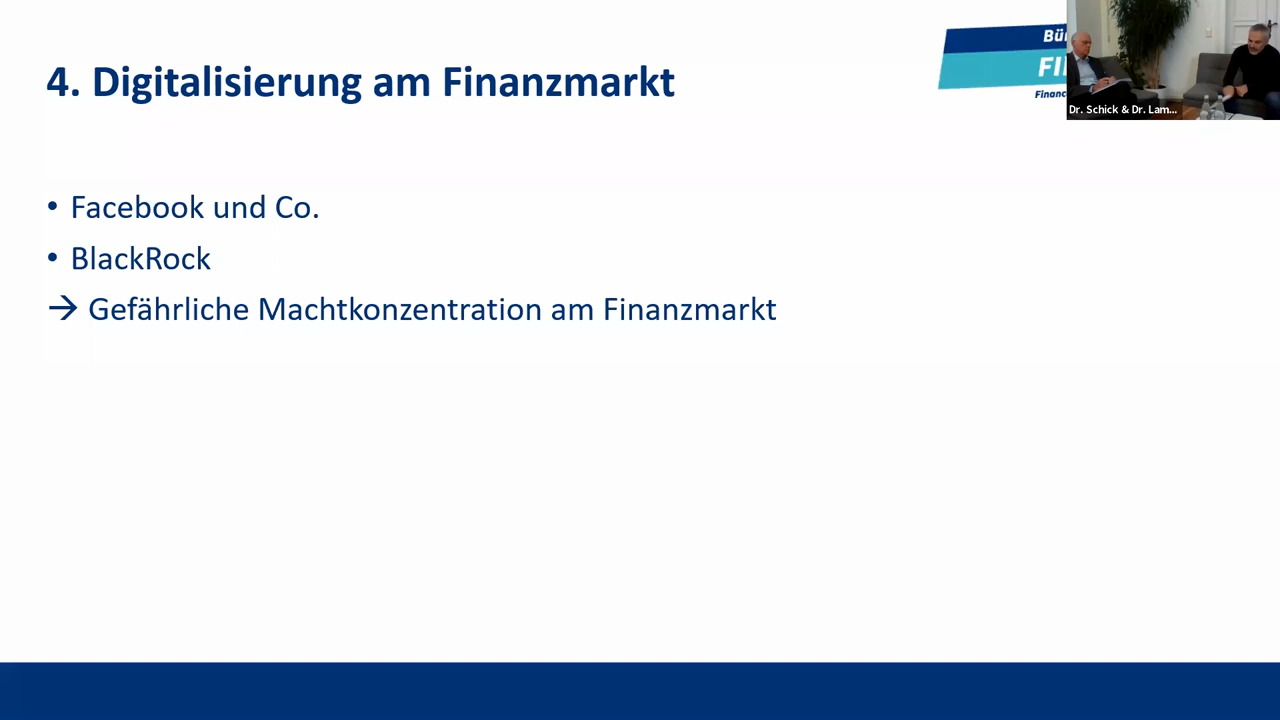 4. Digitalisierung am Finanzmarkt
• Facebook und Co.
• BlackRock
→ Gefährliche Machtkonzentration am Finanzmarkt
Dr. Schick & Dr. Lam...